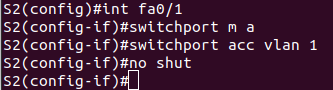 S2(config)#int fa0/1
S2(config-if)#switchport m a
S2(config-if)#switchport acc vlan 1
S2(config-if)#no shut
S2(config-if)#